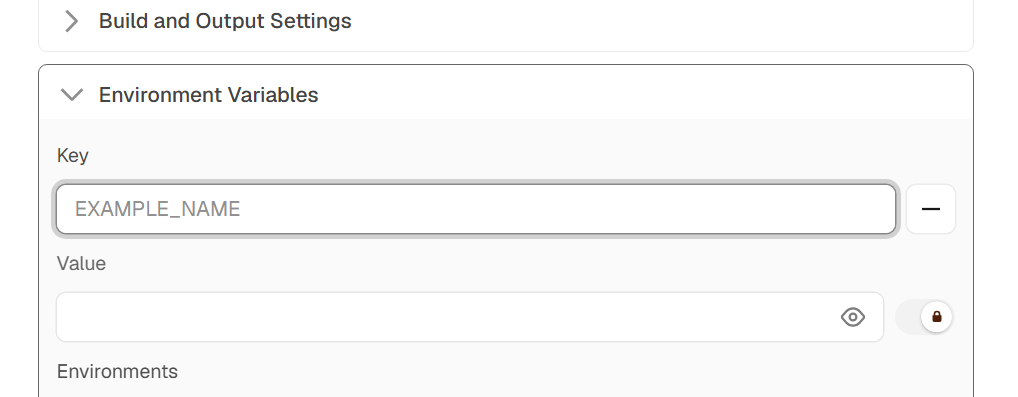 Build and Output Settings
Environment Variables
Key
EXAMPLE_NAME
Value
Environments